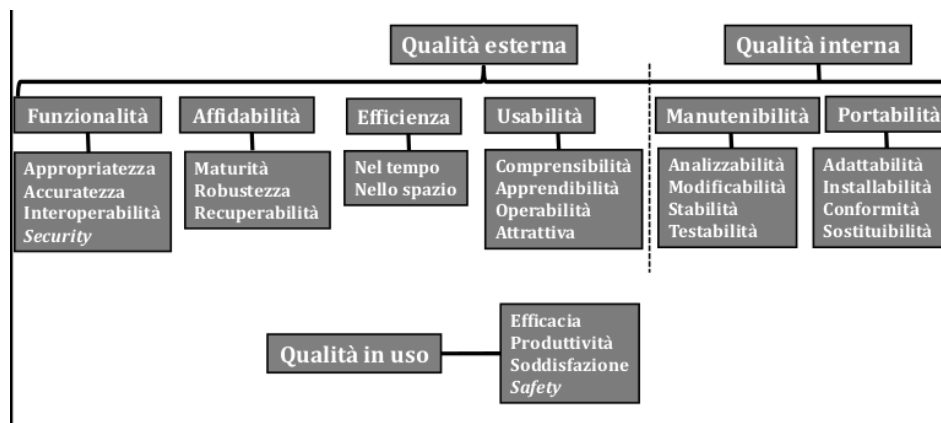 Qualità esterna
Qualità interna
Funzionalità
Appropriatezza
Accuratezza
Interoperabilità
Security
Affidabilità
Maturità
Robustezza
Recuperabilità
Efficienza
Nel tempo
Nello spazio
Usabilità
Comprensibilità
Apprendibilità
Operabilità
Attrattiva
Manutenibilità
Analizzabilità
Modificabilità
Stabilità
Testabilità
Portabilità
Adattabilità
Installabilità
Conformità
Sostituibilità
Qualità in uso
Efficacia
Produttività
Soddisfazione
Safety